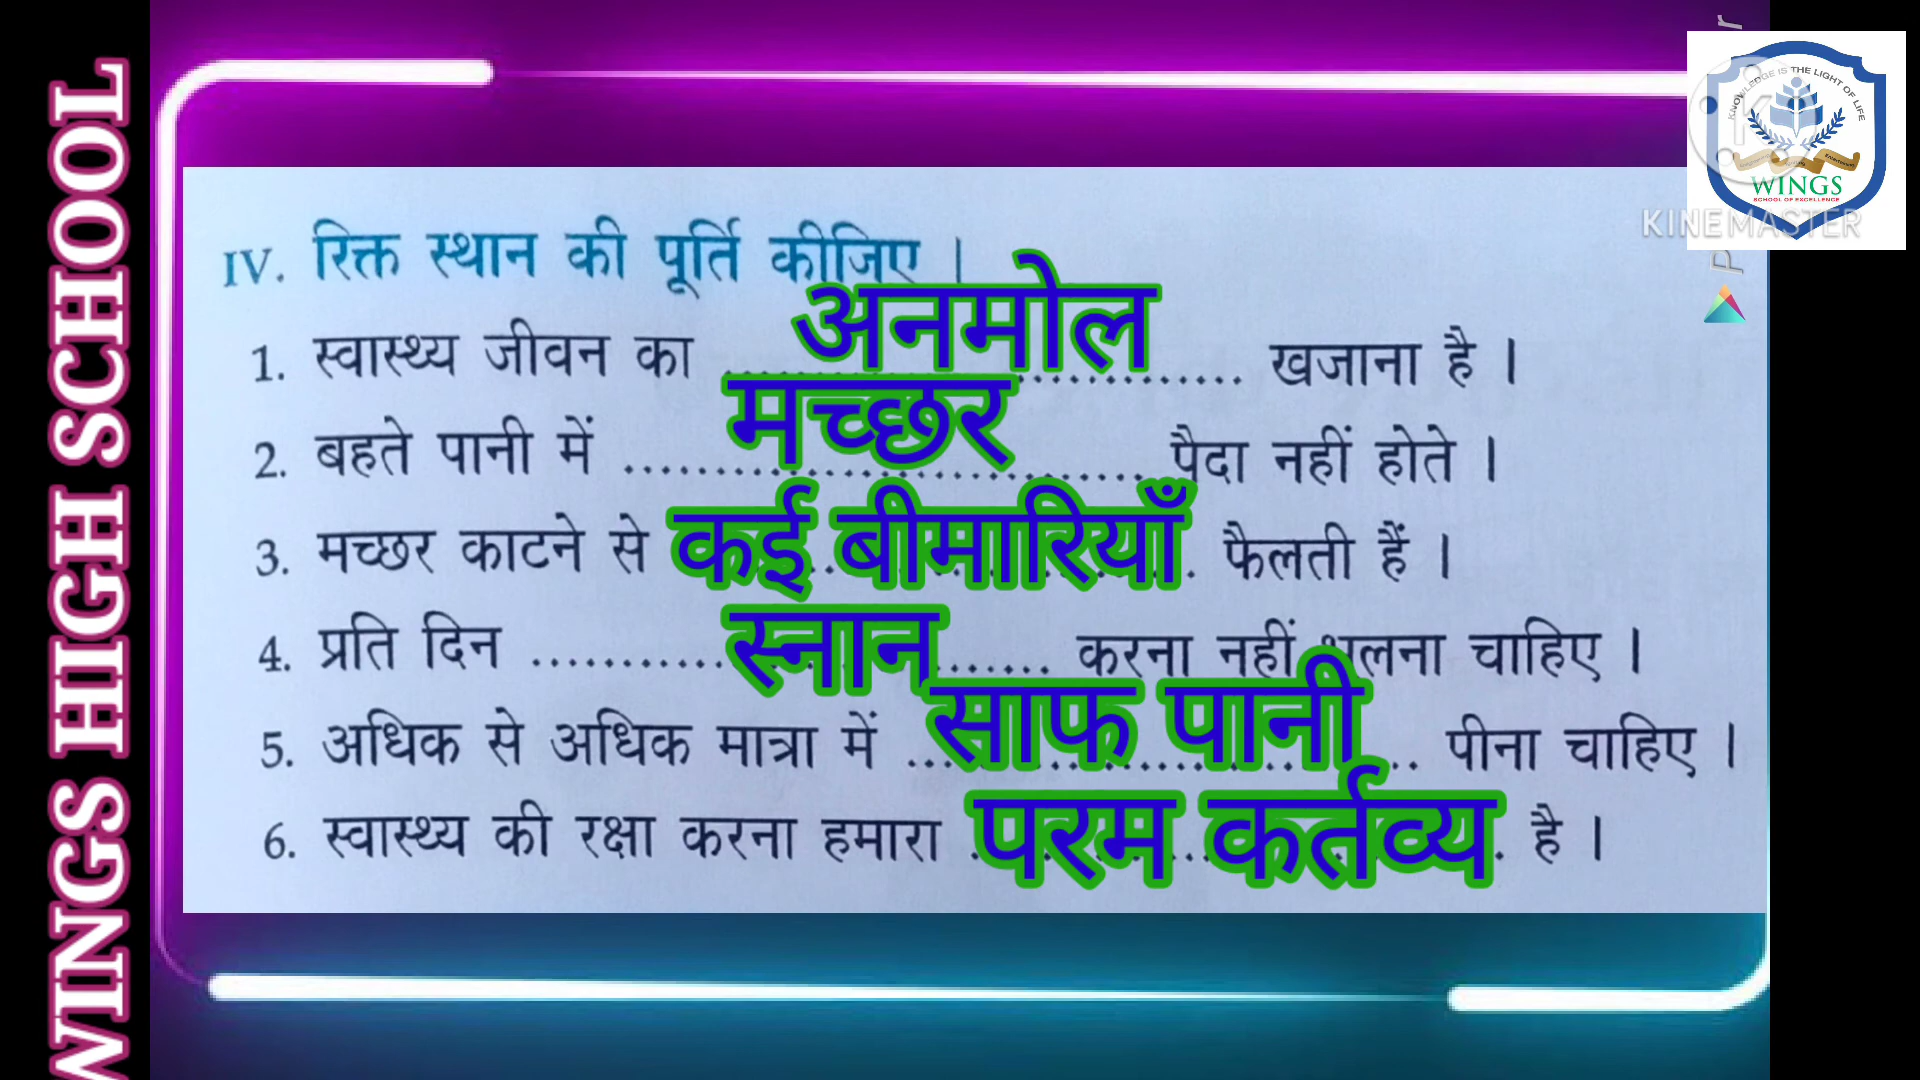 WINGS HIGH SCHOOL
KNOWLEDGE IS THE LIGHT OF LIFE
WINGS
SCHOOL OF EXCELLENCE
KINEMASTER
IV. रिक्त स्थान की पूर्ति कीजिए ।
1. स्वास्थ्य जीवन का अनमोल खजाना है ।
2. बहते पानी में मच्छर पैदा नहीं होते ।
3. मच्छर काटने से कई बीमारियाँ फैलती हैं ।
4. प्रति दिन स्नान करना नहीं चाहिए ।
5. अधिक से अधिक मात्रा में साफ पानी पीना चाहिए ।
6. स्वास्थ्य की रक्षा करना हमारा परम कर्तव्य है ।